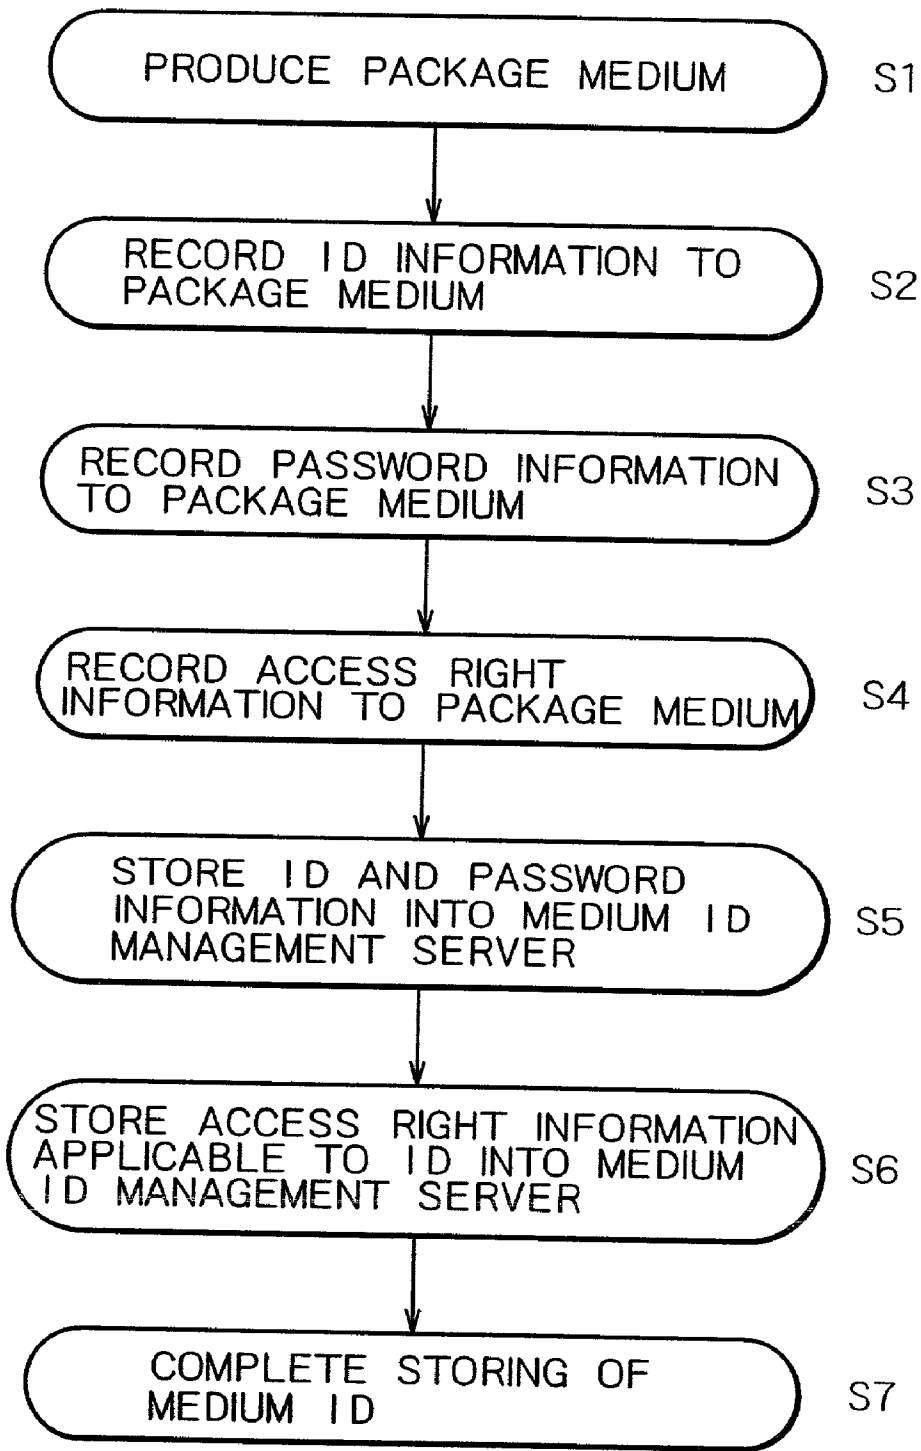 PRODUCE PACKAGE MEDIUM
S1
RECORD ID INFORMATION TO
PACKAGE MEDIUM
S2
RECORD PASSWORD INFORMATION
TO PACKAGE MEDIUM
S3
RECORD ACCESS RIGHT
INFORMATION TO PACKAGE MEDIUM
S4
STORE ID AND PASSWORD
INFORMATION INTO MEDIUM ID
MANAGEMENT SERVER
S5
STORE ACCESS RIGHT INFORMATION
APPLICABLE TO ID INTO MEDIUM
ID MANAGEMENT SERVER
S6
COMPLETE STORING OF
MEDIUM ID
S7